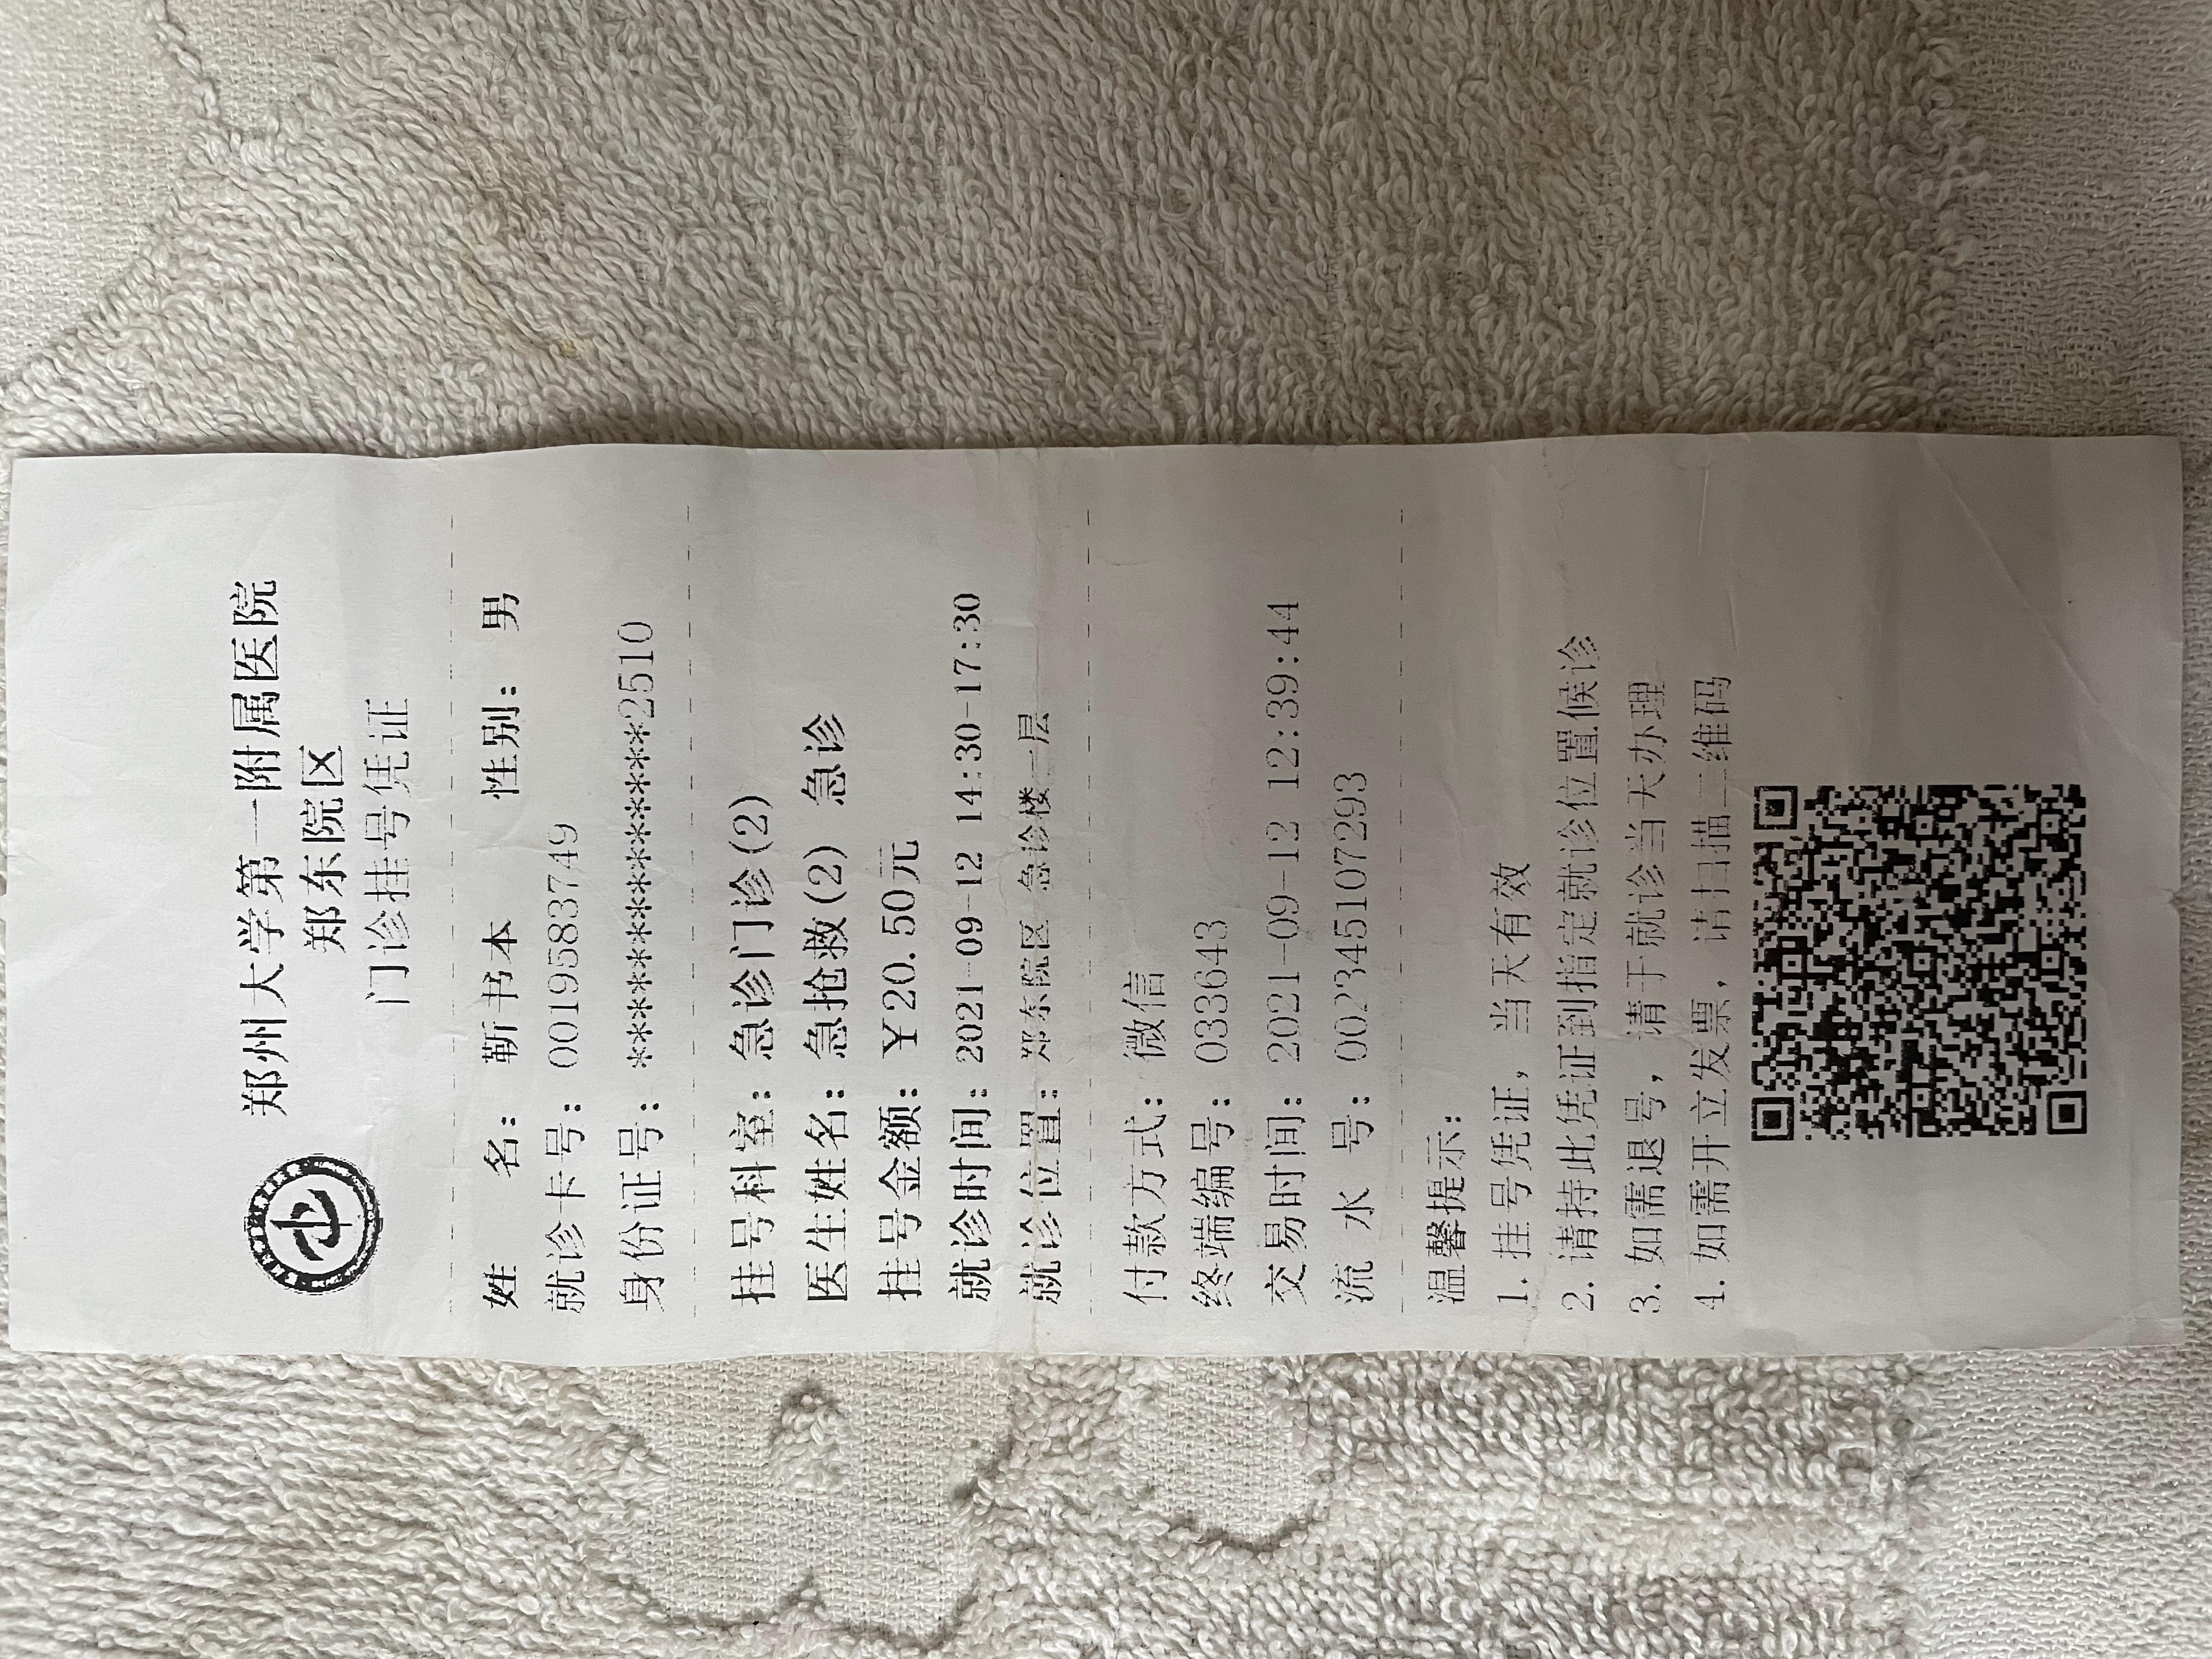 郑州大学第一附属医院
郑东院区
门诊挂号凭证
姓 名: 靳书本 性别: 男
就诊卡号: 00195837​49
身份证号: **************2510
挂号科室: 急诊门诊(2)
医生姓名: 急抢救(2) 急诊
挂号金额: ¥20.50元
就诊时间: 2021-09-12 14:30-17:30
就诊位置: 郑东院区 急诊楼一层
付款方式: 微信
终端编号: 033643
交易时间: 2021-09-12 12:39:44
流 水 号: 002345107293
温馨提示:
1. 挂号凭证, 当天有效
2. 请持此凭证到指定就诊位置候诊
3. 如需退号, 请于就诊当天办理
4. 如需开立发票, 请扫描二维码